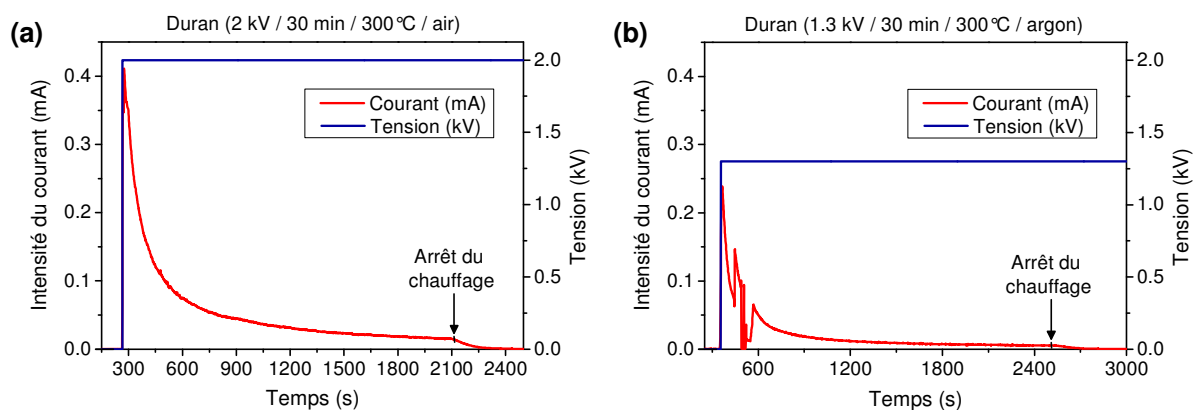 (a)
Duran (2 kV / 30 min / 300°C / air)
Intensité du courant (mA)
0.4
0.3
0.2
0.1
0.0
Courant (mA)
Tension (kV)
Arrêt du
chauffage
2.0
1.5
1.0
0.5
0.0
Tension (kV)
300
600
900
1200
1500
1800
2100
2400
Temps (s)
(b)
Duran (1.3 kV / 30 min / 300°C / argon)
Intensité du courant (mA)
0.4
0.3
0.2
0.1
0.0
Courant (mA)
Tension (kV)
Arrêt du
chauffage
2.0
1.5
1.0
0.5
0.0
Tension (kV)
600
1200
1800
2400
3000
Temps (s)